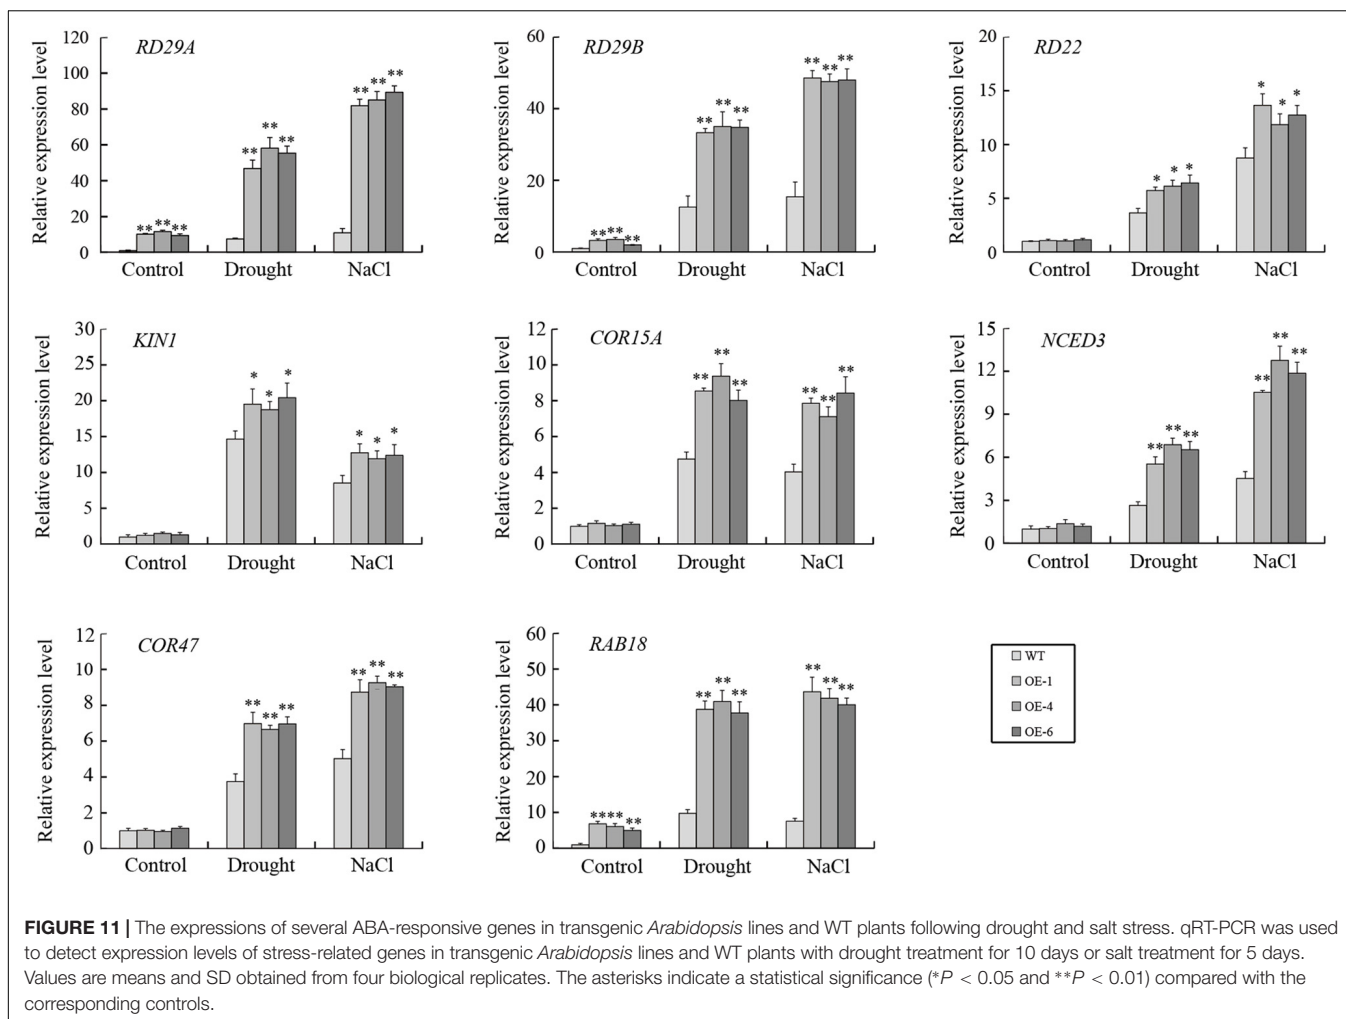 RD29A
Relative expression level
120
100
80
60
40
20
0
** ** **
** ** **
** ** **
Control Drought NaCl
RD29B
Relative expression level
60
40
20
0
** ** **
** ** **
** ** **
Control Drought NaCl
RD22
Relative expression level
20
15
10
5
0
* * *
* * *
Control Drought NaCl
KIN1
Relative expression level
30
25
20
15
10
5
0
* * *
* * *
Control Drought NaCl
COR15A
Relative expression level
12
10
8
6
4
2
0
** ** **
** ** **
Control Drought NaCl
NCED3
Relative expression level
15
12
9
6
3
0
** ** **
** ** **
Control Drought NaCl
COR47
Relative expression level
12
10
8
6
4
2
0
** ** **
** ** **
Control Drought NaCl
RAB18
Relative expression level
60
50
40
30
20
10
0
** ** **
** ** **
** ** **
Control Drought NaCl
WT
OE-1
OE-4
OE-6
FIGURE 11 | The expressions of several ABA-responsive genes in transgenic Arabidopsis lines and WT plants following drought and salt stress. qRT-PCR was used
to detect expression levels of stress-related genes in transgenic Arabidopsis lines and WT plants with drought treatment for 10 days or salt treatment for 5 days.
Values are means and SD obtained from four biological replicates. The asterisks indicate a statistical significance (*P < 0.05 and **P < 0.01) compared with the
corresponding controls.